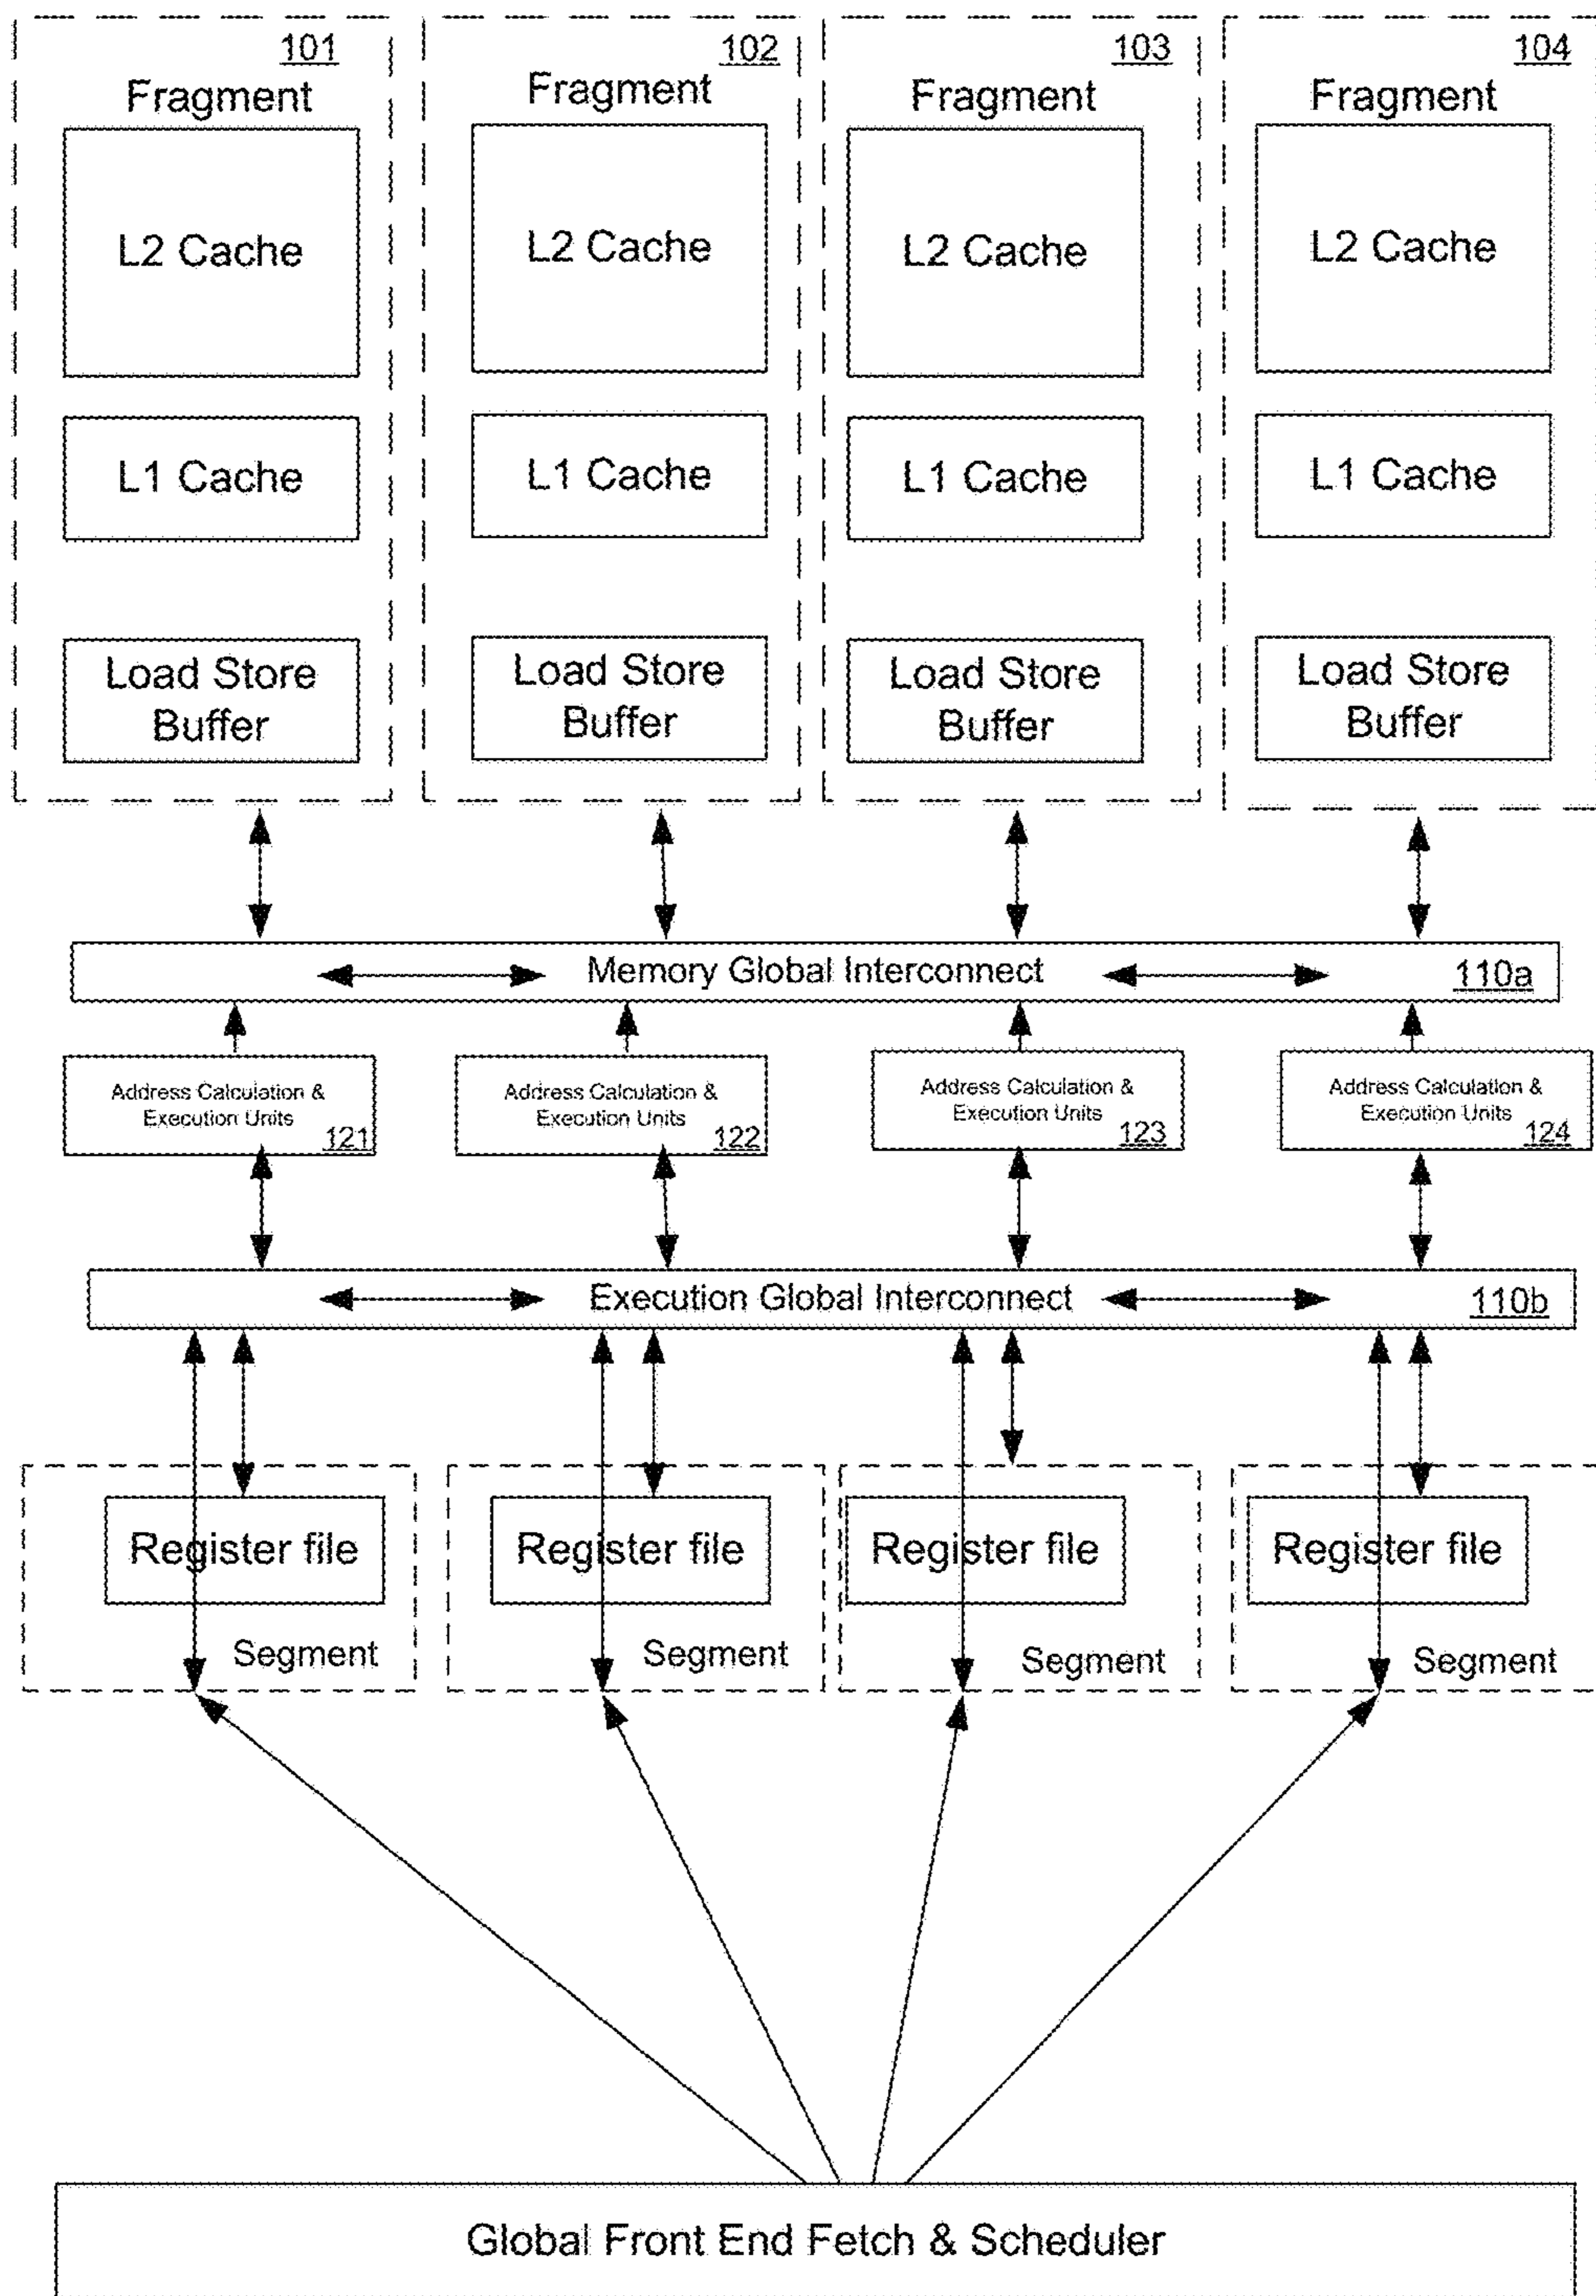 101
102
103
104
Fragment
Fragment
Fragment
Fragment
L2 Cache
L2 Cache
L2 Cache
L2 Cache
L1 Cache
L1 Cache
L1 Cache
L1 Cache
Load Store
Buffer
Load Store
Buffer
Load Store
Buffer
Load Store
Buffer
Memory Global Interconnect
110a
Address Calculation &
Execution Units
121
Address Calculation &
Execution Units
122
Address Calculation &
Execution Units
123
Address Calculation &
Execution Units
124
Execution Global Interconnect
110b
Register file
Register file
Register file
Register file
Segment
Segment
Segment
Segment
Global Front End Fetch & Scheduler